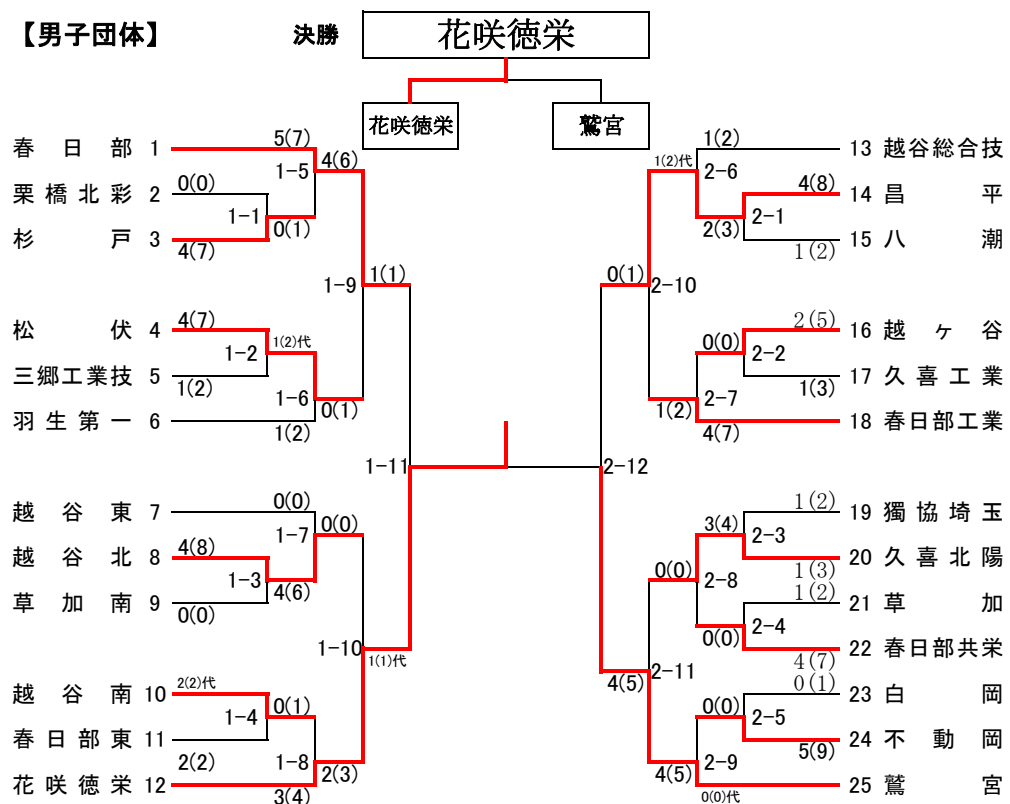 【男子団体】 決勝 花咲徳栄
花咲徳栄 鷲宮
春日部 1 5(7) 4(6) 1-5
栗橋北彩 2 0(0) 1-1
杉戸 3 4(7) 0(1)
1-9 1(1)
松伏 4 4(7) 1(2)代 1-2
三郷工業技 5 1(2) 1-6 0(1)
羽生第一 6 1(2)
1-11
越谷東 7 0(0) 1-7 0(0)
越谷北 8 4(8) 1-3 4(6)
草加南 9 0(0)
1-10 1(1)代
越谷南 10 2(2)代 0(1) 1-4
春日部東 11 2(2) 1-8 2(3)
花咲徳栄 12 3(4)
1(2)代 1(2) 2-6 13 越谷総合技
4(8) 2-1 14 昌平
2(3) 1(2) 15 八潮
0(1) 2-10
2(5) 16 越ヶ谷
0(0) 2-2 1(3) 17 久喜工業
1(2) 2-7 4(7) 18 春日部工業
2-12
1(2) 19 獨協埼玉
3(4) 2-3 1(3) 20 久喜北陽
0(0) 2-8 1(2) 21 草加
0(0) 2-4 4(7) 22 春日部共栄
4(5) 2-11
0(1) 23 白岡
0(0) 2-5 5(9) 24 不動岡
4(5) 2-9 0(0)代 25 鷲宮